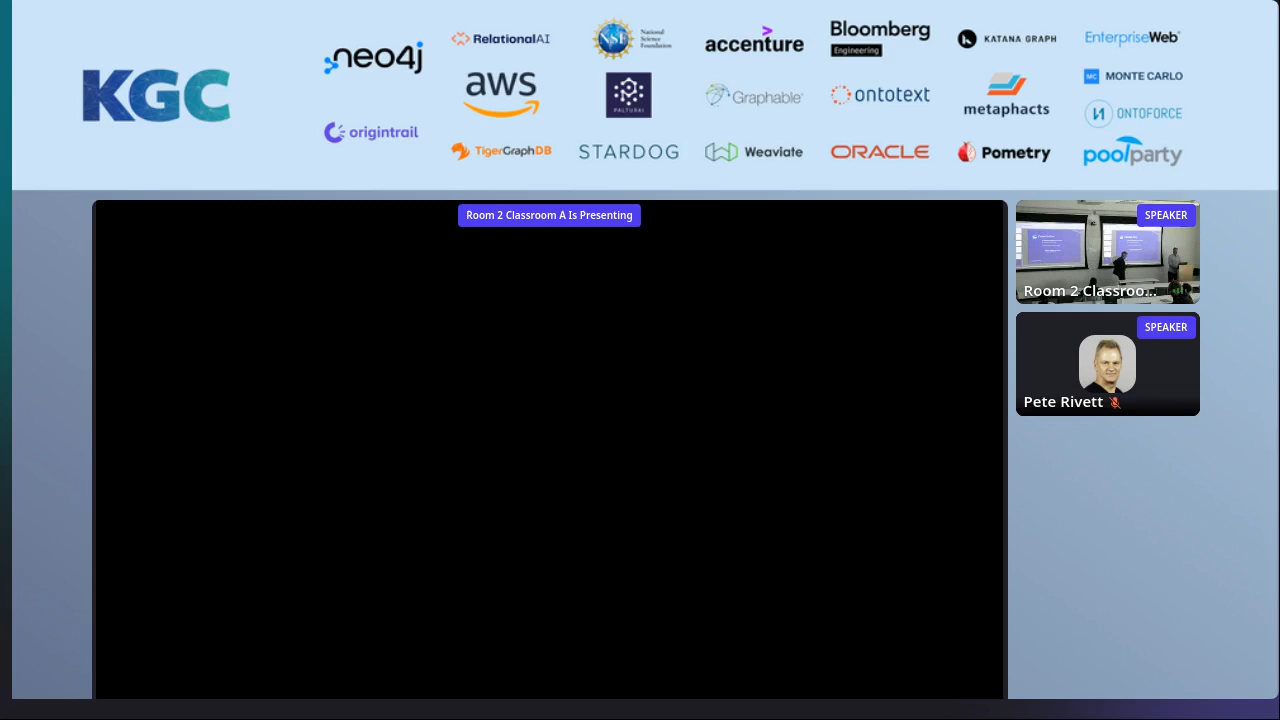 KGC
neo4j
origintrail
RelationalAI
aws
TigerGraphDB
NSF
National
Science
Foundation
PALTURAI
STARDOG
accenture
Graphable
Weaviate
Bloomberg
Engineering
ontotext
ORACLE
KATANA GRAPH
metaphacts
Pometry
EnterpriseWeb
MC MONTE CARLO
ONTOFORCE
poolparty
Room 2 Classroom A Is Presenting
SPEAKER
Room 2 Classroo...
SPEAKER
Pete Rivett